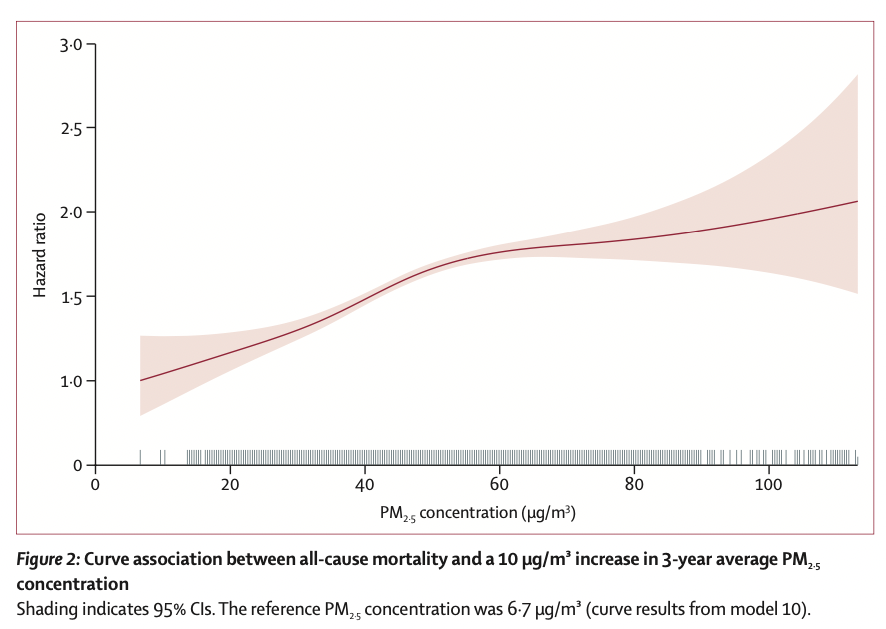 3·0
2·5
2·0
1·5
1·0
0
Hazard ratio
0 20 40 60 80 100
PM₂·₅ concentration (μg/m³)
Figure 2: Curve association between all-cause mortality and a 10 μg/m³ increase in 3-year average PM₂·₅
concentration
Shading indicates 95% CIs. The reference PM₂·₅ concentration was 6·7 μg/m³ (curve results from model 10).